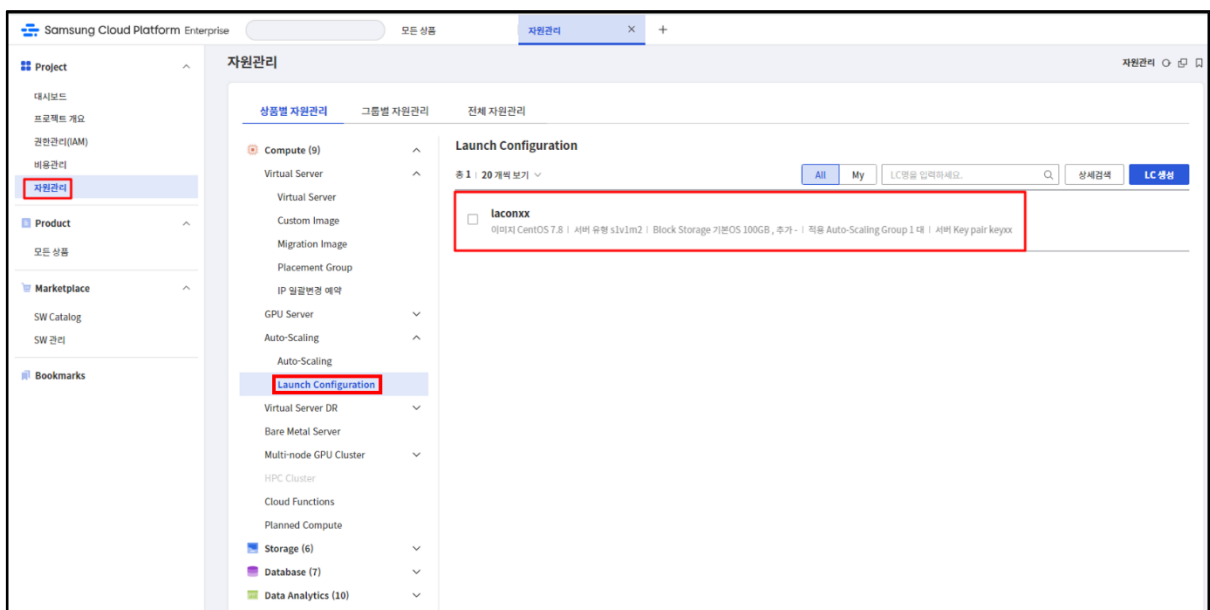 Samsung Cloud Platform Enterprise
모든 상품
자원관리
Project
대시보드
프로젝트 개요
권한관리(IAM)
비용관리
자원관리
Product
모든 상품
Marketplace
SW Catalog
SW 관리
Bookmarks
자원관리
자원관리
상품별 자원관리 그룹별 자원관리 전체 자원관리
Compute (9)
Virtual Server
Virtual Server
Custom Image
Migration Image
Placement Group
IP 일괄변경 예약
GPU Server
Auto-Scaling
Auto-Scaling
Launch Configuration
Virtual Server DR
Bare Metal Server
Multi-node GPU Cluster
HPC Cluster
Cloud Functions
Planned Compute
Storage (6)
Database (7)
Data Analytics (10)
Launch Configuration
총 1 | 20 개씩 보기
All My LC명을 입력하세요. 상세검색 LC 생성
laconxx
이미지 CentOS 7.8 | 서버 유형 s1v1m2 | Block Storage 기본OS 100GB , 추가 - | 적용 Auto-Scaling Group 1 대 | 서버 Key pair keyxx